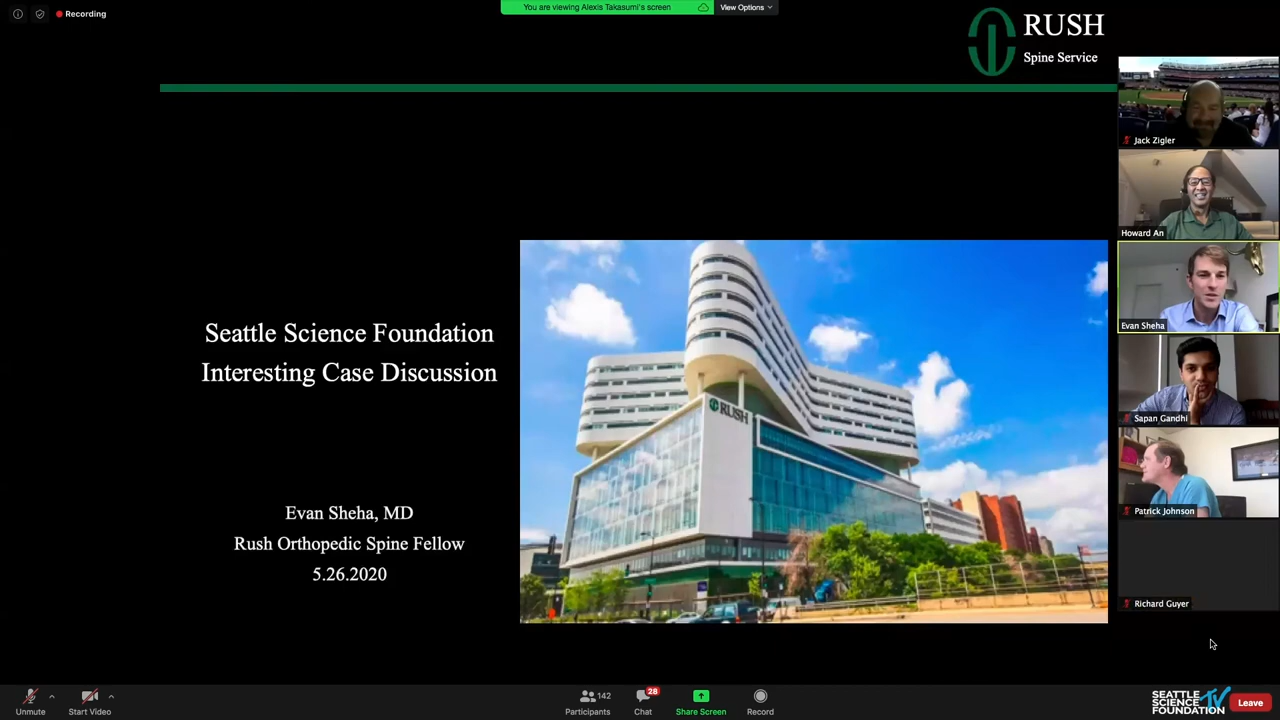 Recording
You are viewing Alexis Takasumi's screen
View Options
RUSH
Spine Service
Jack Zigler
Howard An
Evan Sheha
Sapan Gandhi
Patrick Johnson
Richard Guyer
Seattle Science Foundation
Interesting Case Discussion
Evan Sheha, MD
Rush Orthopedic Spine Fellow
5.26.2020
RUSH
Unmute
Start Video
142
Participants
28
Chat
Share Screen
Record
SEATTLE
SCIENCE
FOUNDATION
TV
Leave